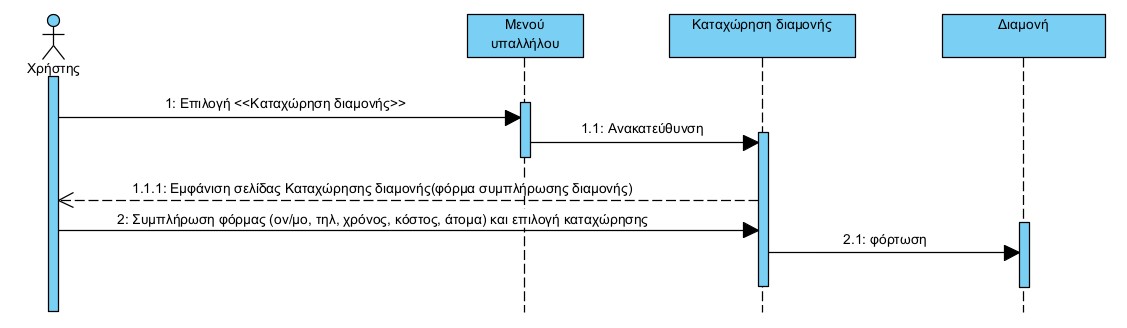 Μενού
υπαλλήλου
Καταχώρηση διαμονής
Διαμονή
Χρήστης
1: Επιλογή <<Καταχώρηση διαμονής>>
1.1: Ανακατεύθυνση
1.1.1: Εμφάνιση σελίδας Καταχώρησης διαμονής(φόρμα συμπλήρωσης διαμονής)
2: Συμπλήρωση φόρμας (ον/μο, τηλ, χρόνος, κόστος, άτομα) και επιλογή καταχώρησης
2.1: φόρτωση